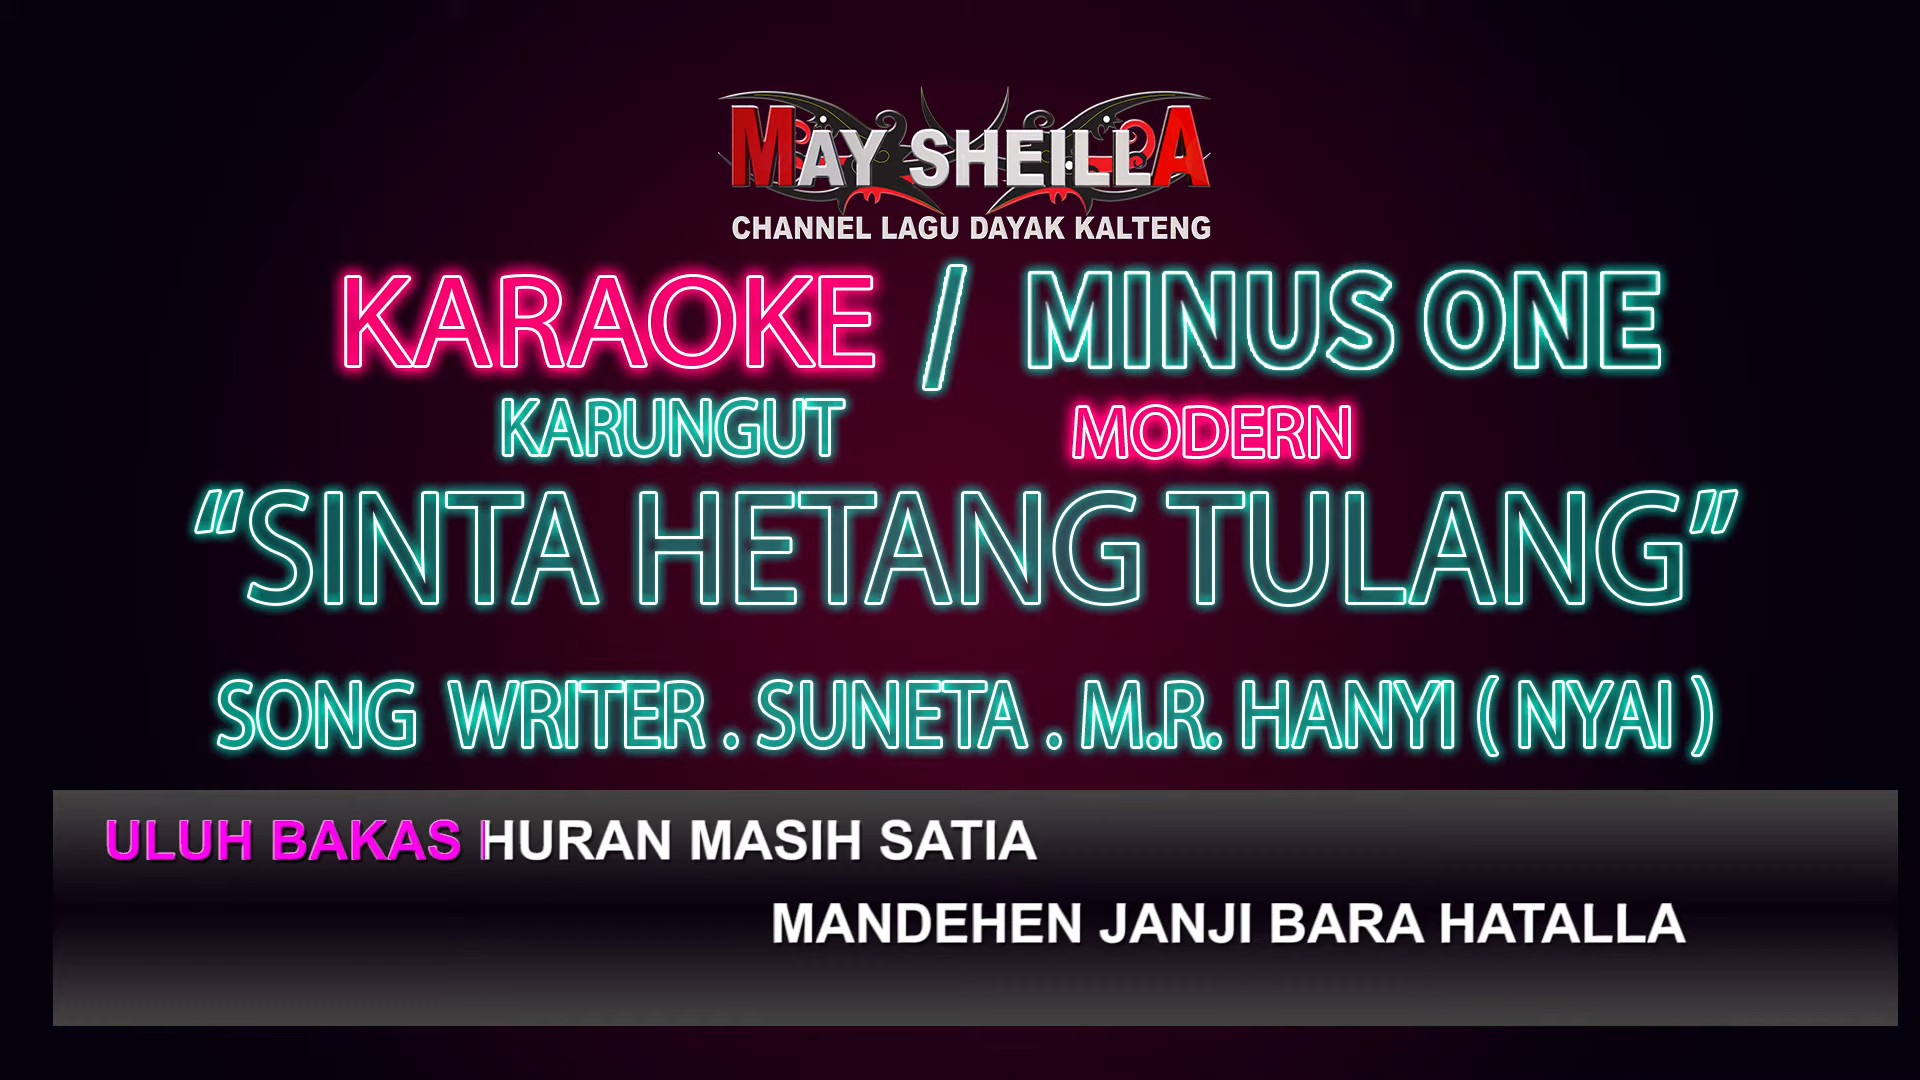 MAY SHEILLA
CHANNEL LAGU DAYAK KALTENG
KARAOKE / MINUS ONE
KARUNGUT MODERN
“SINTA HETANG TULANG”
SONG WRITER . SUNETA . M.R. HANYI ( NYAI )
ULUH BAKAS HURAN MASIH SATIA
MANDEHEN JANJI BARA HATALLA